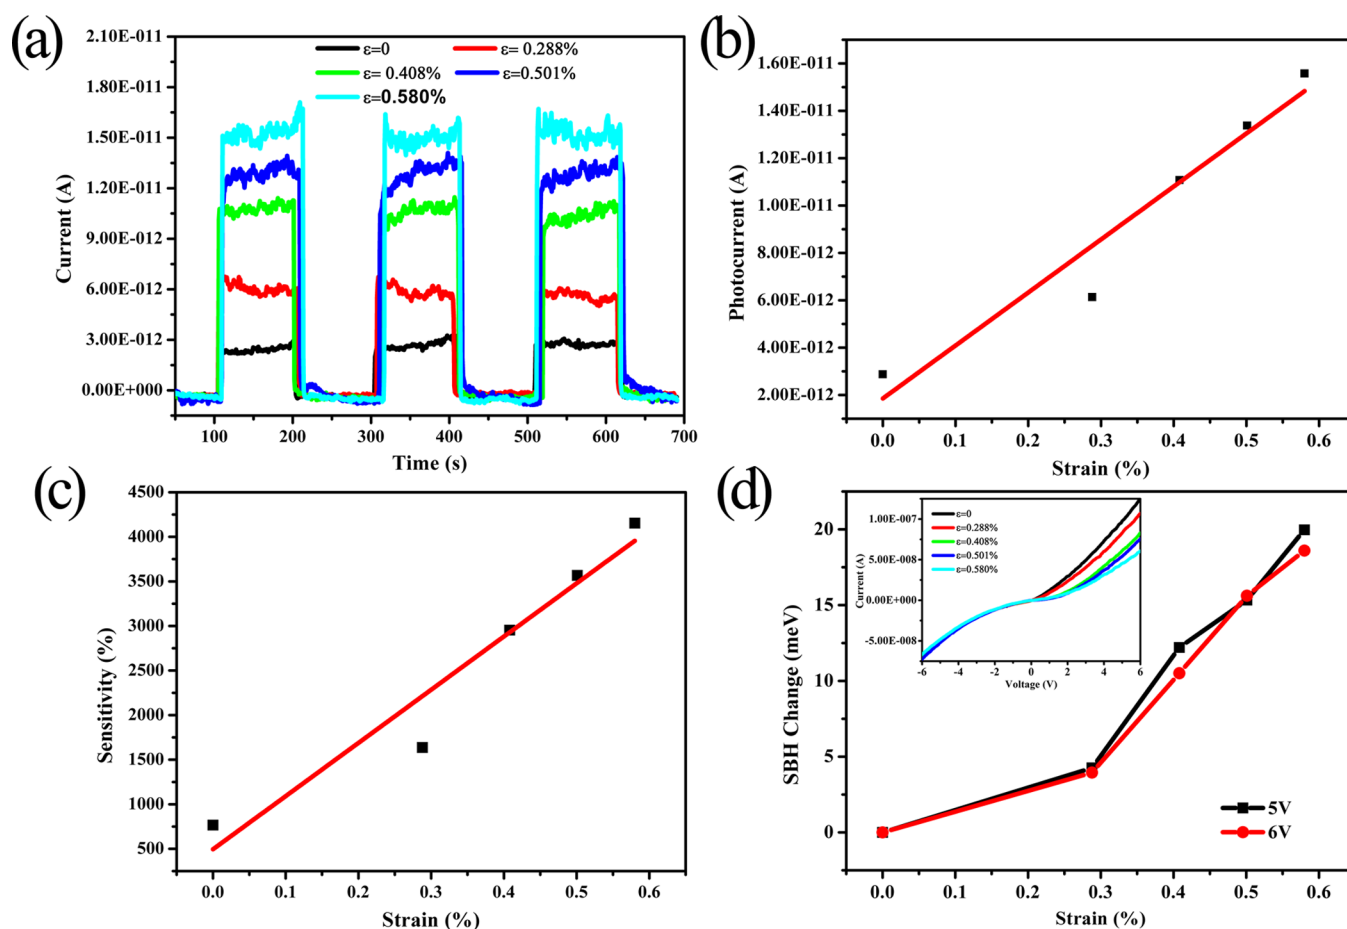 (a)
2.10E-011
1.80E-011
1.50E-011
1.20E-011
9.00E-012
6.00E-012
3.00E-012
0.00E+000
Current (A)
ε=0
ε= 0.288%
ε= 0.408%
ε=0.501%
ε=0.580%
100 200 300 400 500 600 700
Time (s)
(b)
1.60E-011
1.40E-011
1.20E-011
1.00E-011
8.00E-012
6.00E-012
4.00E-012
2.00E-012
Photocurrent (A)
0.0 0.1 0.2 0.3 0.4 0.5 0.6
Strain (%)
(c)
4500
4000
3500
3000
2500
2000
1500
1000
500
Sensitivity (%)
0.0 0.1 0.2 0.3 0.4 0.5 0.6
Strain (%)
(d)
20
15
10
5
0
SBH Change (meV)
ε=0
ε=0.288%
ε=0.408%
ε=0.501%
ε=0.580%
1.00E-007
5.00E-008
0.00E+000
-5.00E-008
Current (A)
-6 -4 -2 0 2 4 6
Voltage (V)
5V
6V
0.0 0.1 0.2 0.3 0.4 0.5 0.6
Strain (%)